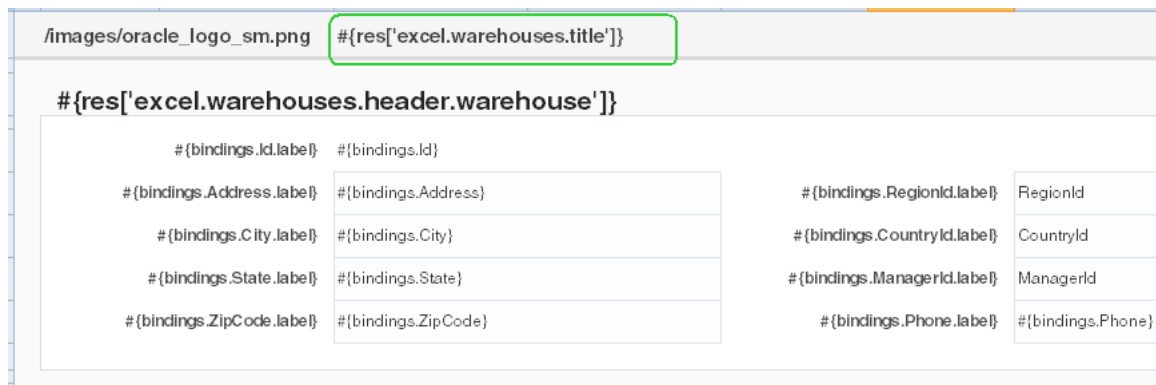 /images/oracle_logo_sm.png #{res['excel.warehouses.title']}
#{res['excel.warehouses.header.warehouse']}
#{bindings.Id.label} #{bindings.Id}
#{bindings.Address.label} #{bindings.Address} #{bindings.RegionId.label} RegionId
#{bindings.City.label} #{bindings.City} #{bindings.CountryId.label} CountryId
#{bindings.State.label} #{bindings.State} #{bindings.ManagerId.label} ManagerId
#{bindings.ZipCode.label} #{bindings.ZipCode} #{bindings.Phone.label} #{bindings.Phone}